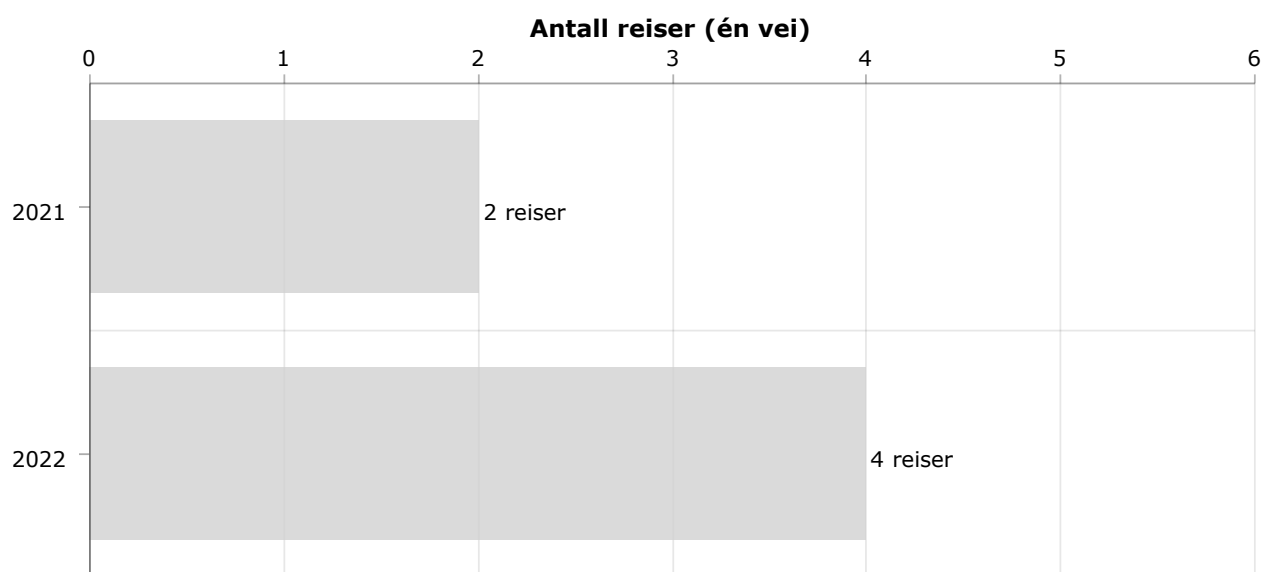 Antall reiser (én vei)
0 1 2 3 4 5 6
2021 2 reiser
2022 4 reiser